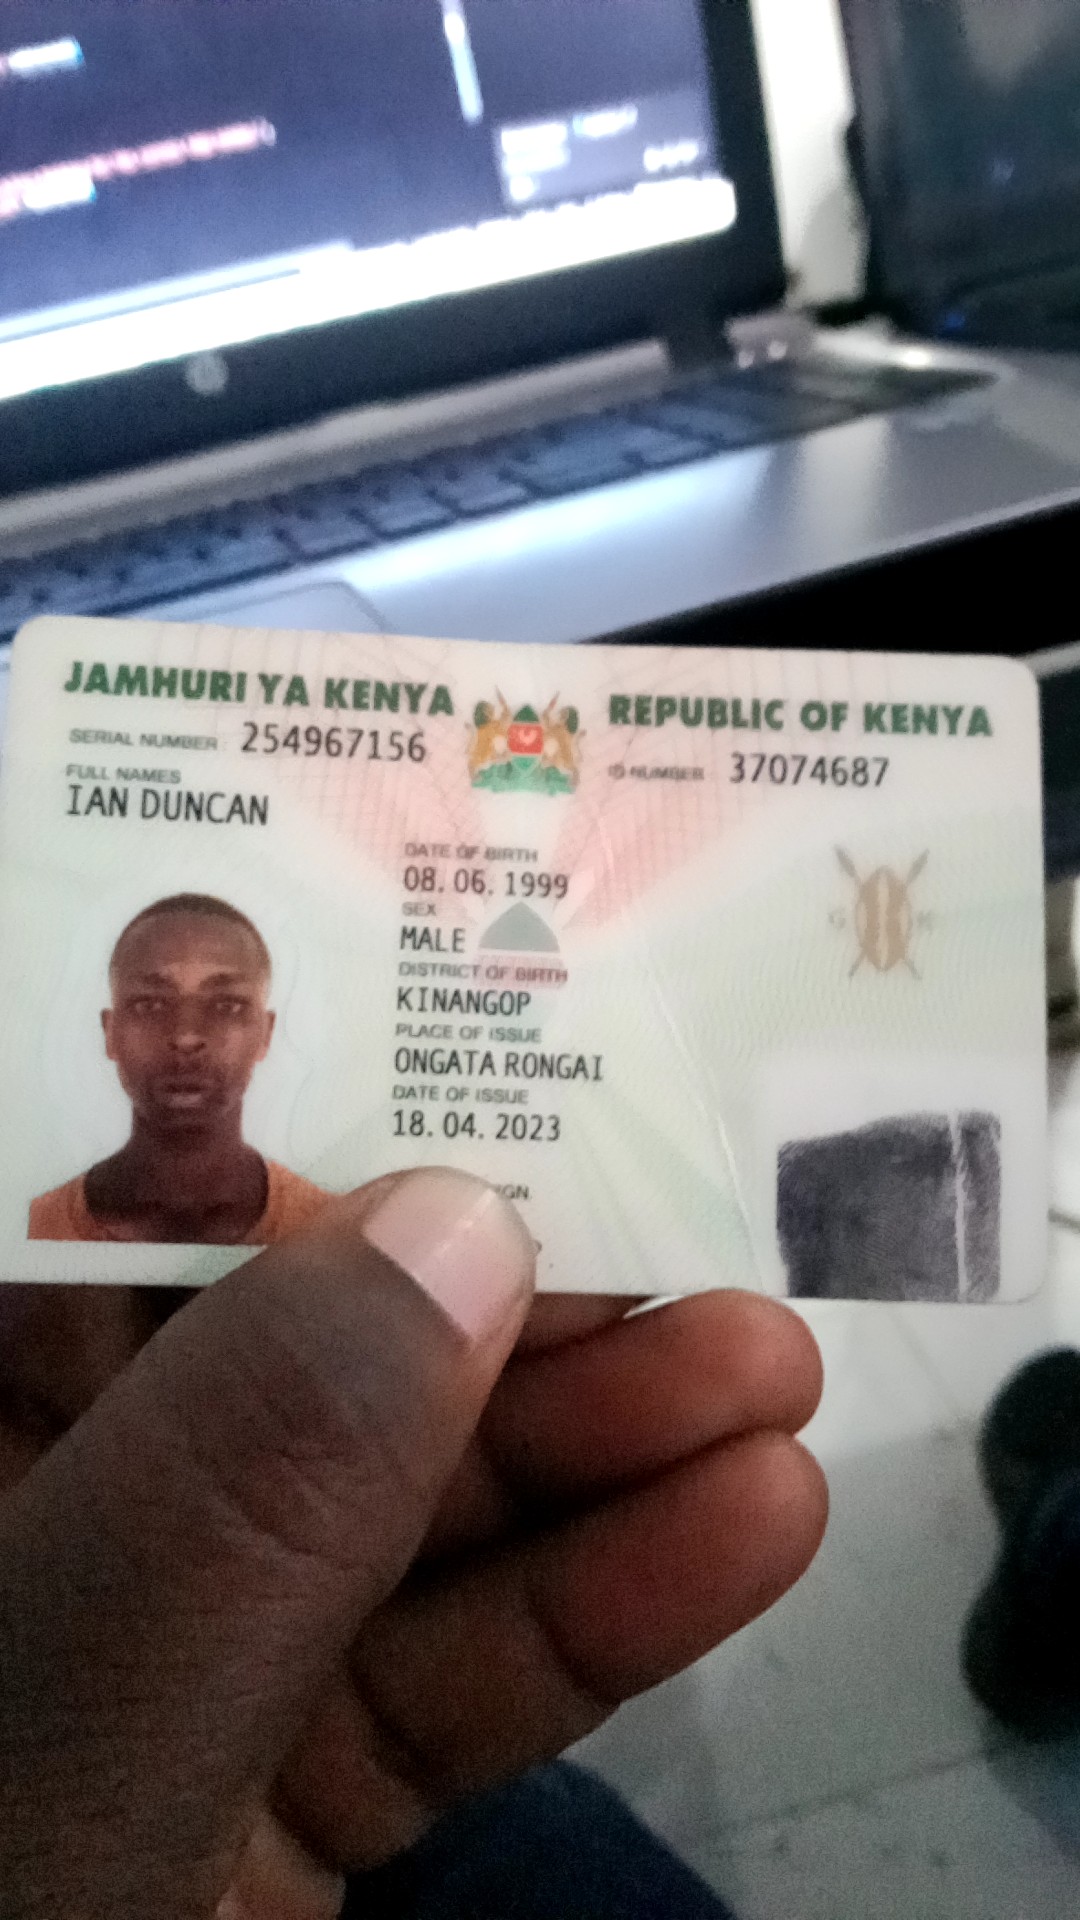 JAMHURI YA KENYA
REPUBLIC OF KENYA
SERIAL NUMBER: 254967156
ID NUMBER: 37074687
FULL NAMES
IAN DUNCAN
DATE OF BIRTH
08. 06. 1999
SEX
MALE
DISTRICT OF BIRTH
KINANGOP
PLACE OF ISSUE
ONGATA RONGAI
DATE OF ISSUE
18. 04. 2023
G K